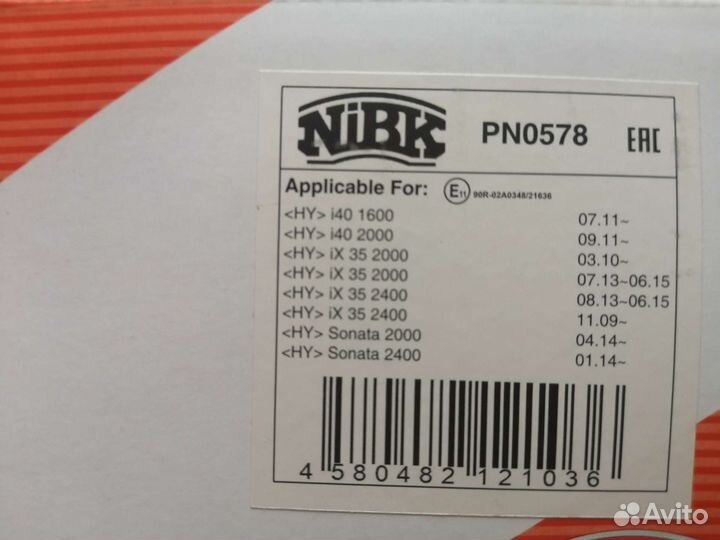 NiBK PN0578 EAC
Applicable For: E11 90R-02A0348/21636
<HY> i40 1600 07.11~
<HY> i40 2000 09.11~
<HY> iX 35 2000 03.10~
<HY> iX 35 2000 07.13~06.15
<HY> iX 35 2400 08.13~06.15
<HY> iX 35 2400 11.09~
<HY> Sonata 2000 04.14~
<HY> Sonata 2400 01.14~
4 580482 121036
Avito